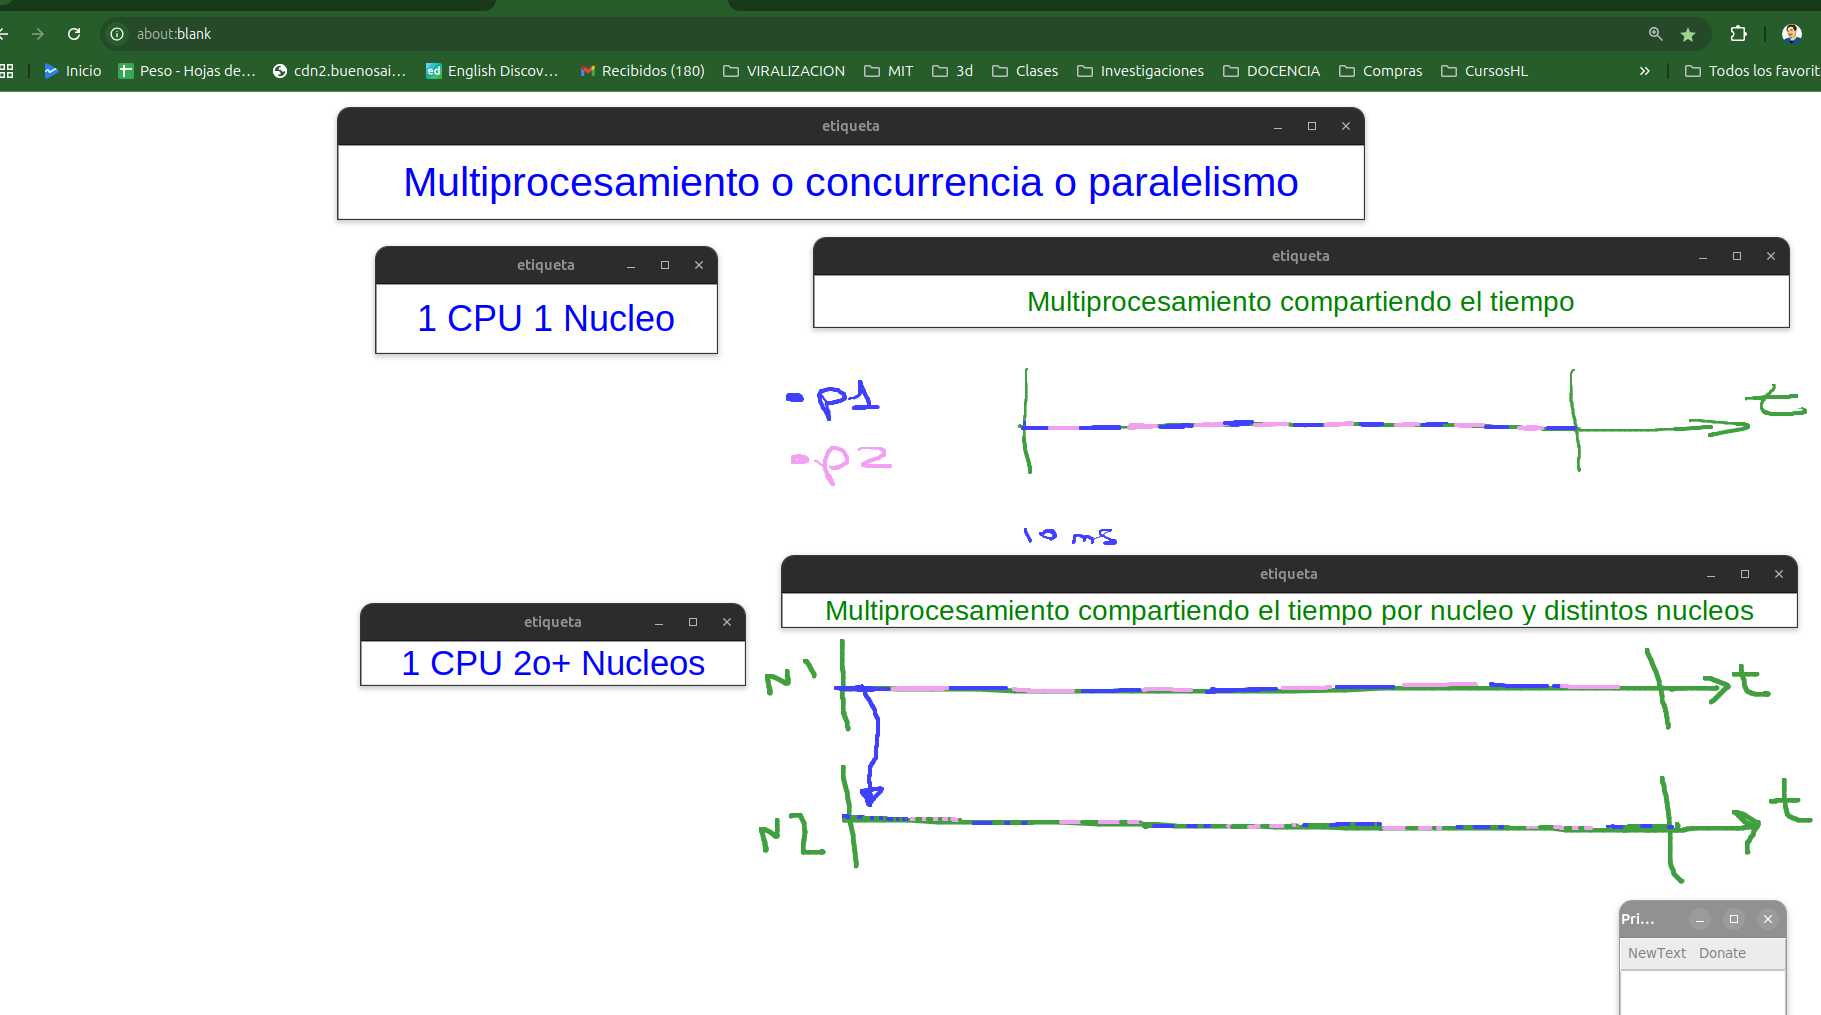 about:blank
Inicio Peso - Hojas de... cdn2.buenosai... English Discov... Recibidos (180) VIRALIZACION MIT 3d Clases Investigaciones DOCENCIA Compras CursosHL » Todos los favorit
etiqueta
Multiprocesamiento o concurrencia o paralelismo
etiqueta
1 CPU 1 Nucleo
etiqueta
Multiprocesamiento compartiendo el tiempo
- p1
t
- p2
10 ms
etiqueta
Multiprocesamiento compartiendo el tiempo por nucleo y distintos nucleos
etiqueta
1 CPU 2o+ Nucleos
N1
t
N2
t
Pri...
NewText Donate